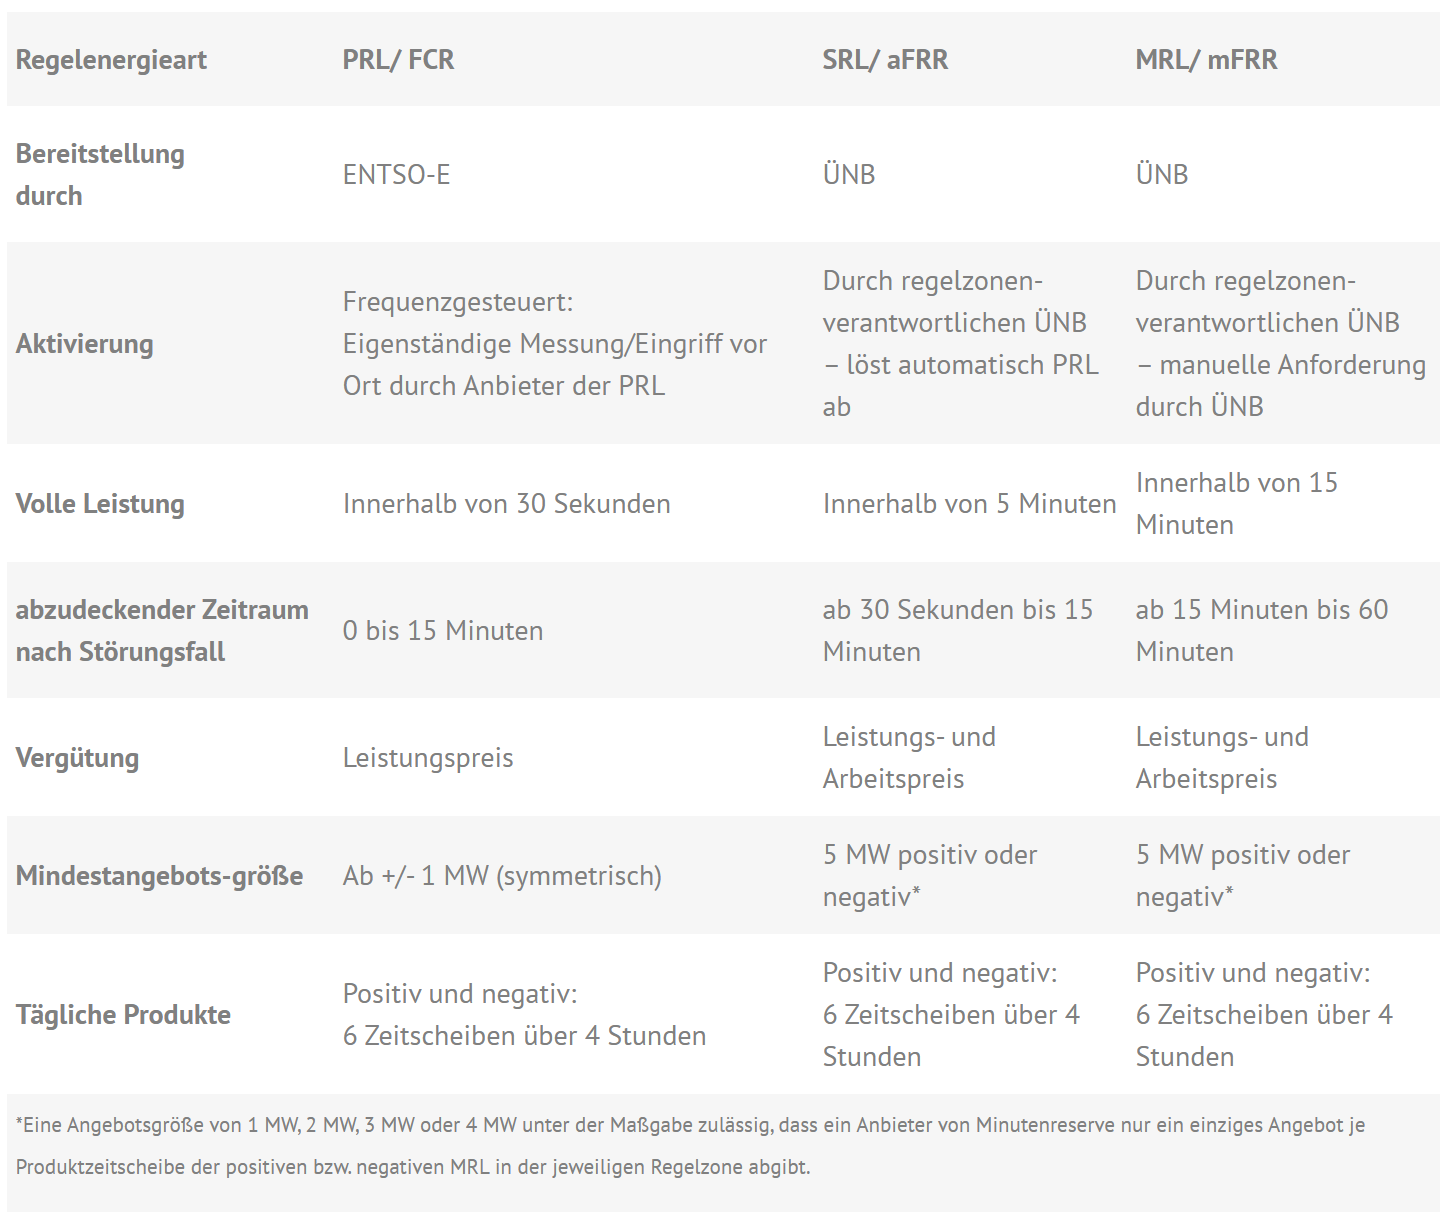 Regelenergieart PRL/ FCR SRL/ aFRR MRL/ mFRR
Bereitstellung
durch
ENTSO-E
ÜNB
ÜNB
Aktivierung
Frequenzgesteuert:
Eigenständige Messung/Eingriff vor
Ort durch Anbieter der PRL
Durch regelzonen-
verantwortlichen ÜNB
– löst automatisch PRL
ab
Durch regelzonen-
verantwortlichen ÜNB
– manuelle Anforderung
durch ÜNB
Volle Leistung
Innerhalb von 30 Sekunden
Innerhalb von 5 Minuten
Innerhalb von 15
Minuten
abzudeckender Zeitraum
nach Störungsfall
0 bis 15 Minuten
ab 30 Sekunden bis 15
Minuten
ab 15 Minuten bis 60
Minuten
Vergütung
Leistungspreis
Leistungs- und
Arbeitspreis
Leistungs- und
Arbeitspreis
Mindestangebots-größe
Ab +/- 1 MW (symmetrisch)
5 MW positiv oder
negativ*
5 MW positiv oder
negativ*
Tägliche Produkte
Positiv und negativ:
6 Zeitscheiben über 4 Stunden
Positiv und negativ:
6 Zeitscheiben über 4
Stunden
Positiv und negativ:
6 Zeitscheiben über 4
Stunden
*Eine Angebotsgröße von 1 MW, 2 MW, 3 MW oder 4 MW unter der Maßgabe zulässig, dass ein Anbieter von Minutenreserve nur ein einziges Angebot je
Produktzeitscheibe der positiven bzw. negativen MRL in der jeweiligen Regelzone abgibt.